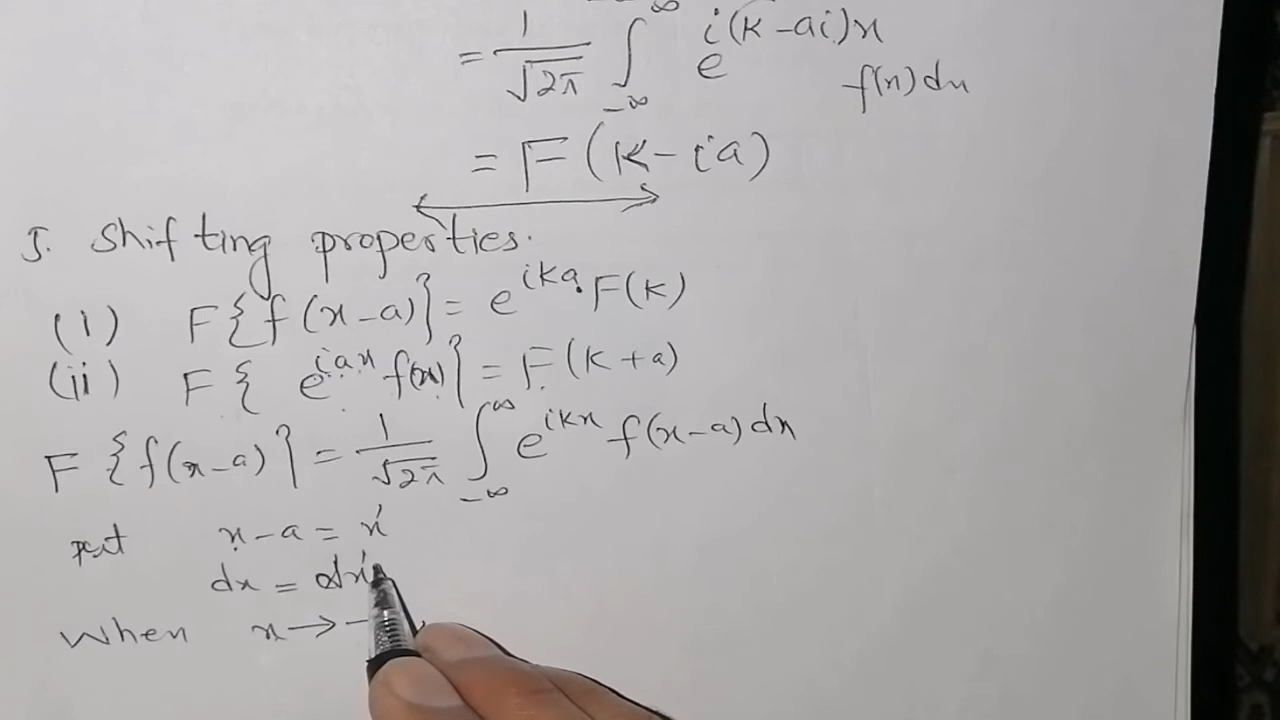 = 1/√2π ∫_{-∞}^{∞} e^{i(k-ai)x} f(x)dx
= F(k-ia)
5. Shifting properties.
(i) F{f(x-a)} = e^{ika} F(k)
(ii) F{ e^{iax} f(x)} = F(k+a)
F{f(x-a)} = 1/√2π ∫_{-∞}^{∞} e^{ikx} f(x-a)dx
put x-a = x'
dx = dx'
When x → -